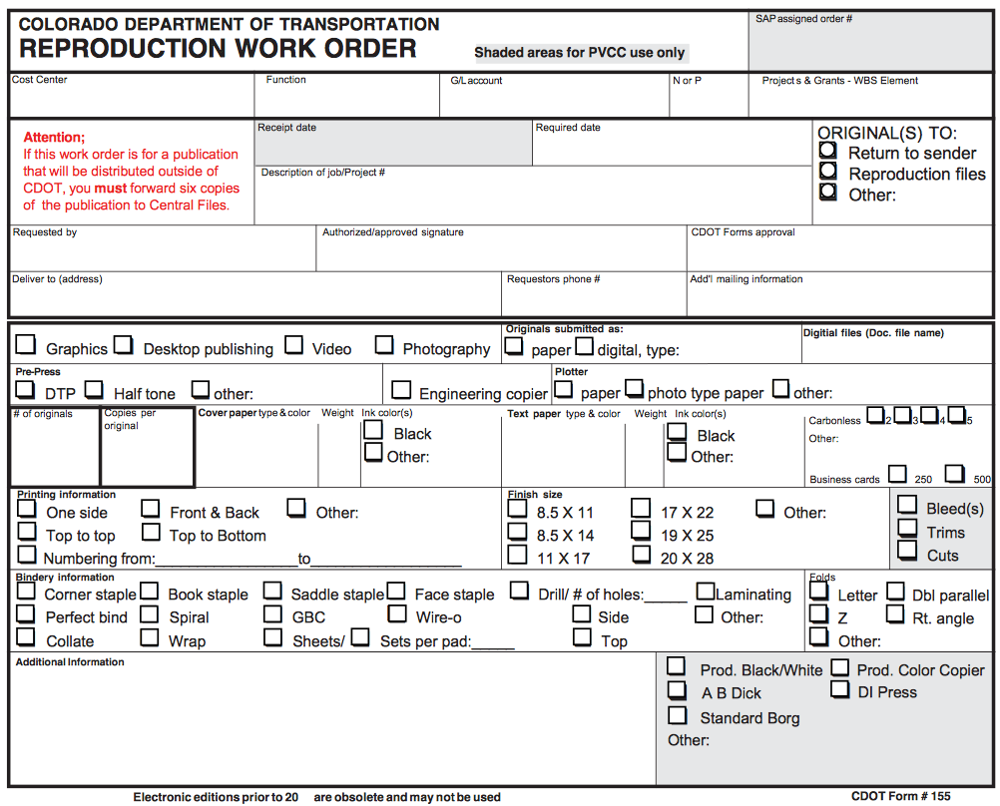 COLORADO DEPARTMENT OF TRANSPORTATION
REPRODUCTION WORK ORDER
Shaded areas for PVCC use only
SAP assigned order #
Cost Center
Function
G/L account
N or P
Projects & Grants - WBS Element
Attention;
If this work order is for a publication
that will be distributed outside of
CDOT, you must forward six copies
of the publication to Central Files.
Receipt date
Required date
Description of job/Project #
ORIGINAL(S) TO:
Return to sender
Reproduction files
Other:
Requested by
Authorized/approved signature
CDOT Forms approval
Deliver to (address)
Requestors phone #
Add'l mailing information
Graphics Desktop publishing Video Photography
Originals submitted as:
paper digital, type:
Digitial files (Doc. file name)
Pre-Press
DTP Half tone other:
Engineering copier
Plotter
paper photo type paper other:
# of originals
Copies per
original
Cover paper type & color Weight Ink color(s)
Black
Other:
Text paper type & color Weight Ink color(s)
Black
Other:
Carbonless 2 3 4 5
Other:
Business cards 250 500
Printing information
One side Front & Back Other:
Top to top Top to Bottom
Numbering from:_______________to________________
Finish size
8.5 X 11 17 X 22 Other:
8.5 X 14 19 X 25
11 X 17 20 X 28
Bleed(s)
Trims
Cuts
Bindery information
Corner staple Book staple Saddle staple Face staple Drill/ # of holes:_____ Laminating
Perfect bind Spiral GBC Wire-o Side Other:
Collate Wrap Sheets/ Sets per pad:_____ Top
Folds
Letter Dbl parallel
Z Rt. angle
Other:
Additional Information
Prod. Black/White Prod. Color Copier
A B Dick DI Press
Standard Borg
Other:
Electronic editions prior to 20 are obsolete and may not be used
CDOT Form # 155